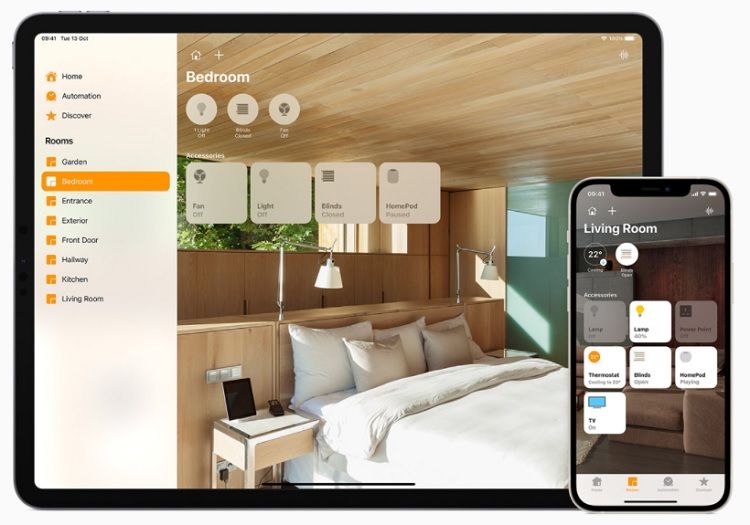 09:41 Tue 13 Oct
100%
Home
Automation
Discover
Rooms
Garden
Bedroom
Entrance
Exterior
Front Door
Hallway
Kitchen
Living Room
Bedroom
1 Light
Off
Blinds
Closed
Fan
Off
Accessories
Fan
Off
Light
Off
Blinds
Closed
HomePod
Paused
09:41
Living Room
22°
Cooling
Blinds
Open
Accessories
Lamp
Off
Lamp
40%
Power Point
Off
Thermostat
Cooling to 20°
Blinds
Open
HomePod
Playing
TV
On
Home
Rooms
Automation
Discover